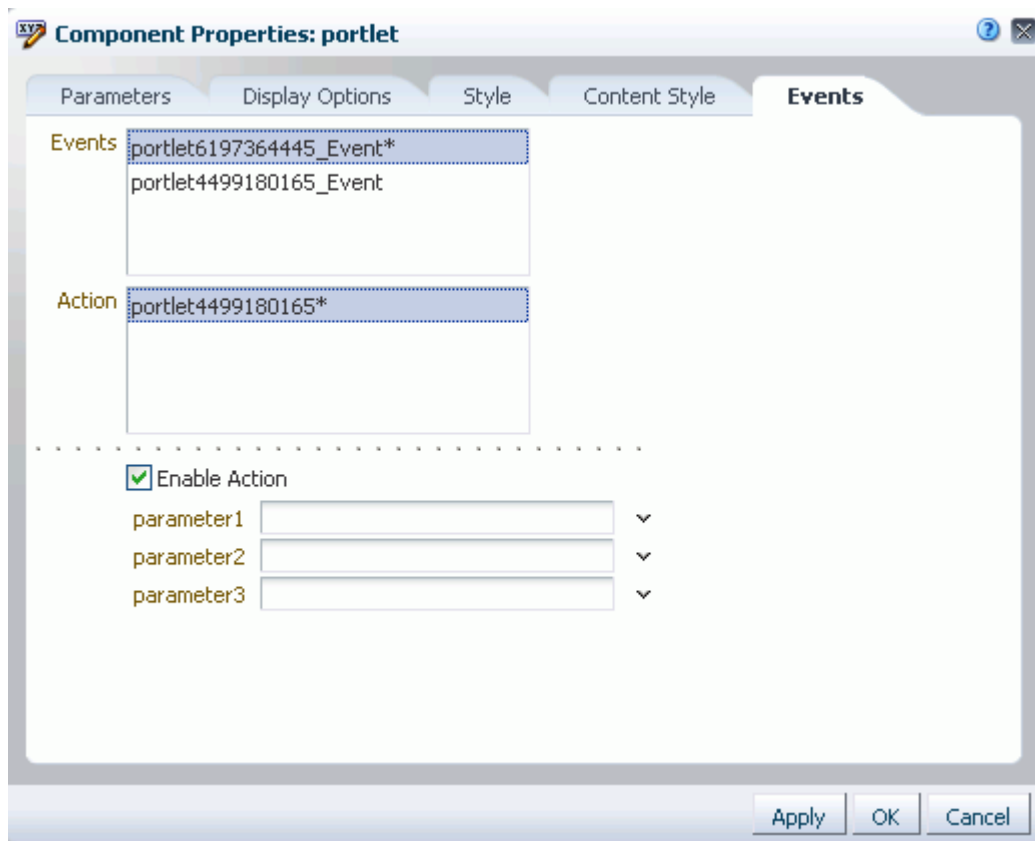 Component Properties: portlet
Parameters Display Options Style Content Style Events
Events portlet6197364445_Event*
portlet4499180165_Event
Action portlet4499180165*
Enable Action
parameter1
parameter2
parameter3
Apply OK Cancel